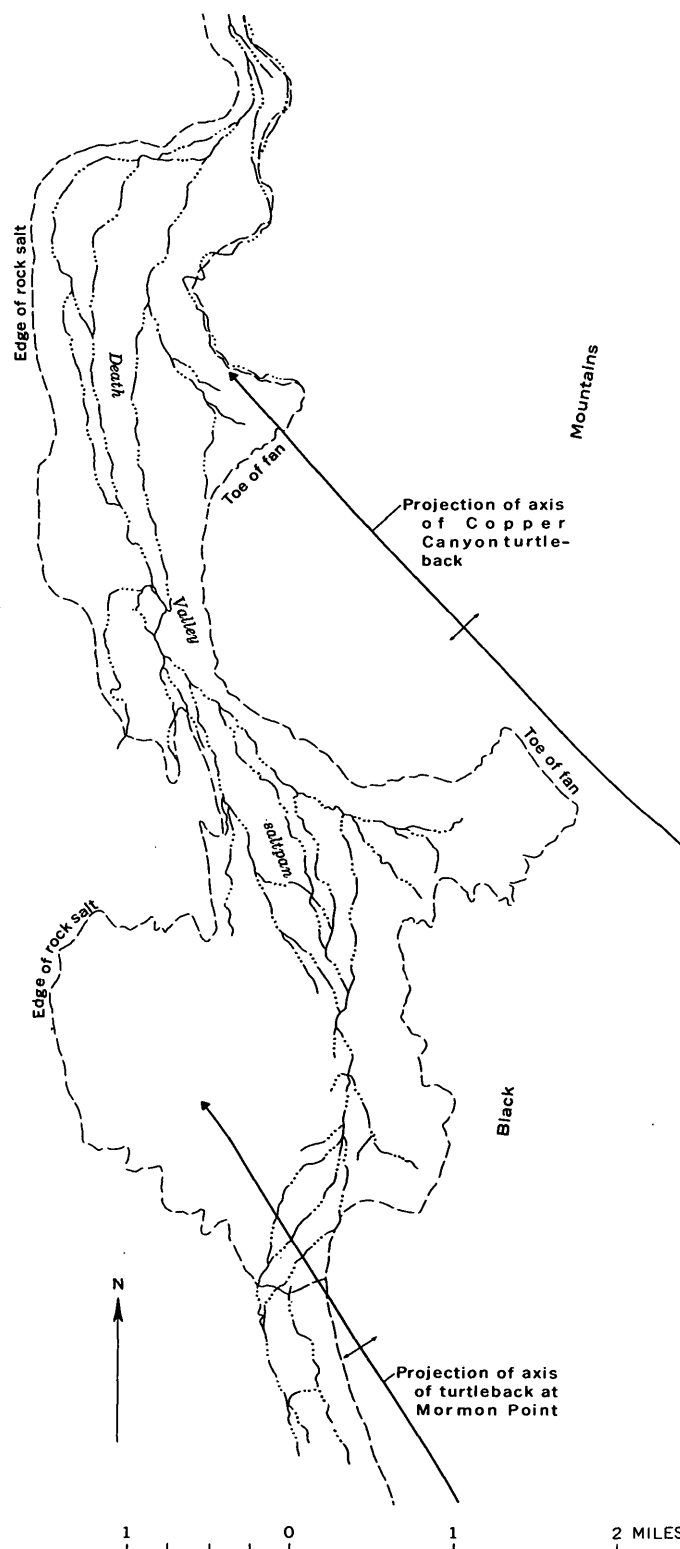 Edge of rock salt
Death
Mountains
Toe of fan
Projection of axis
of Copper
Canyon turtle-
back
Valley
Toe of fan
saltpan
Edge of rock salt
Black
N
Projection of axis
of turtleback at
Mormon Point
1 0 1 2 MILES